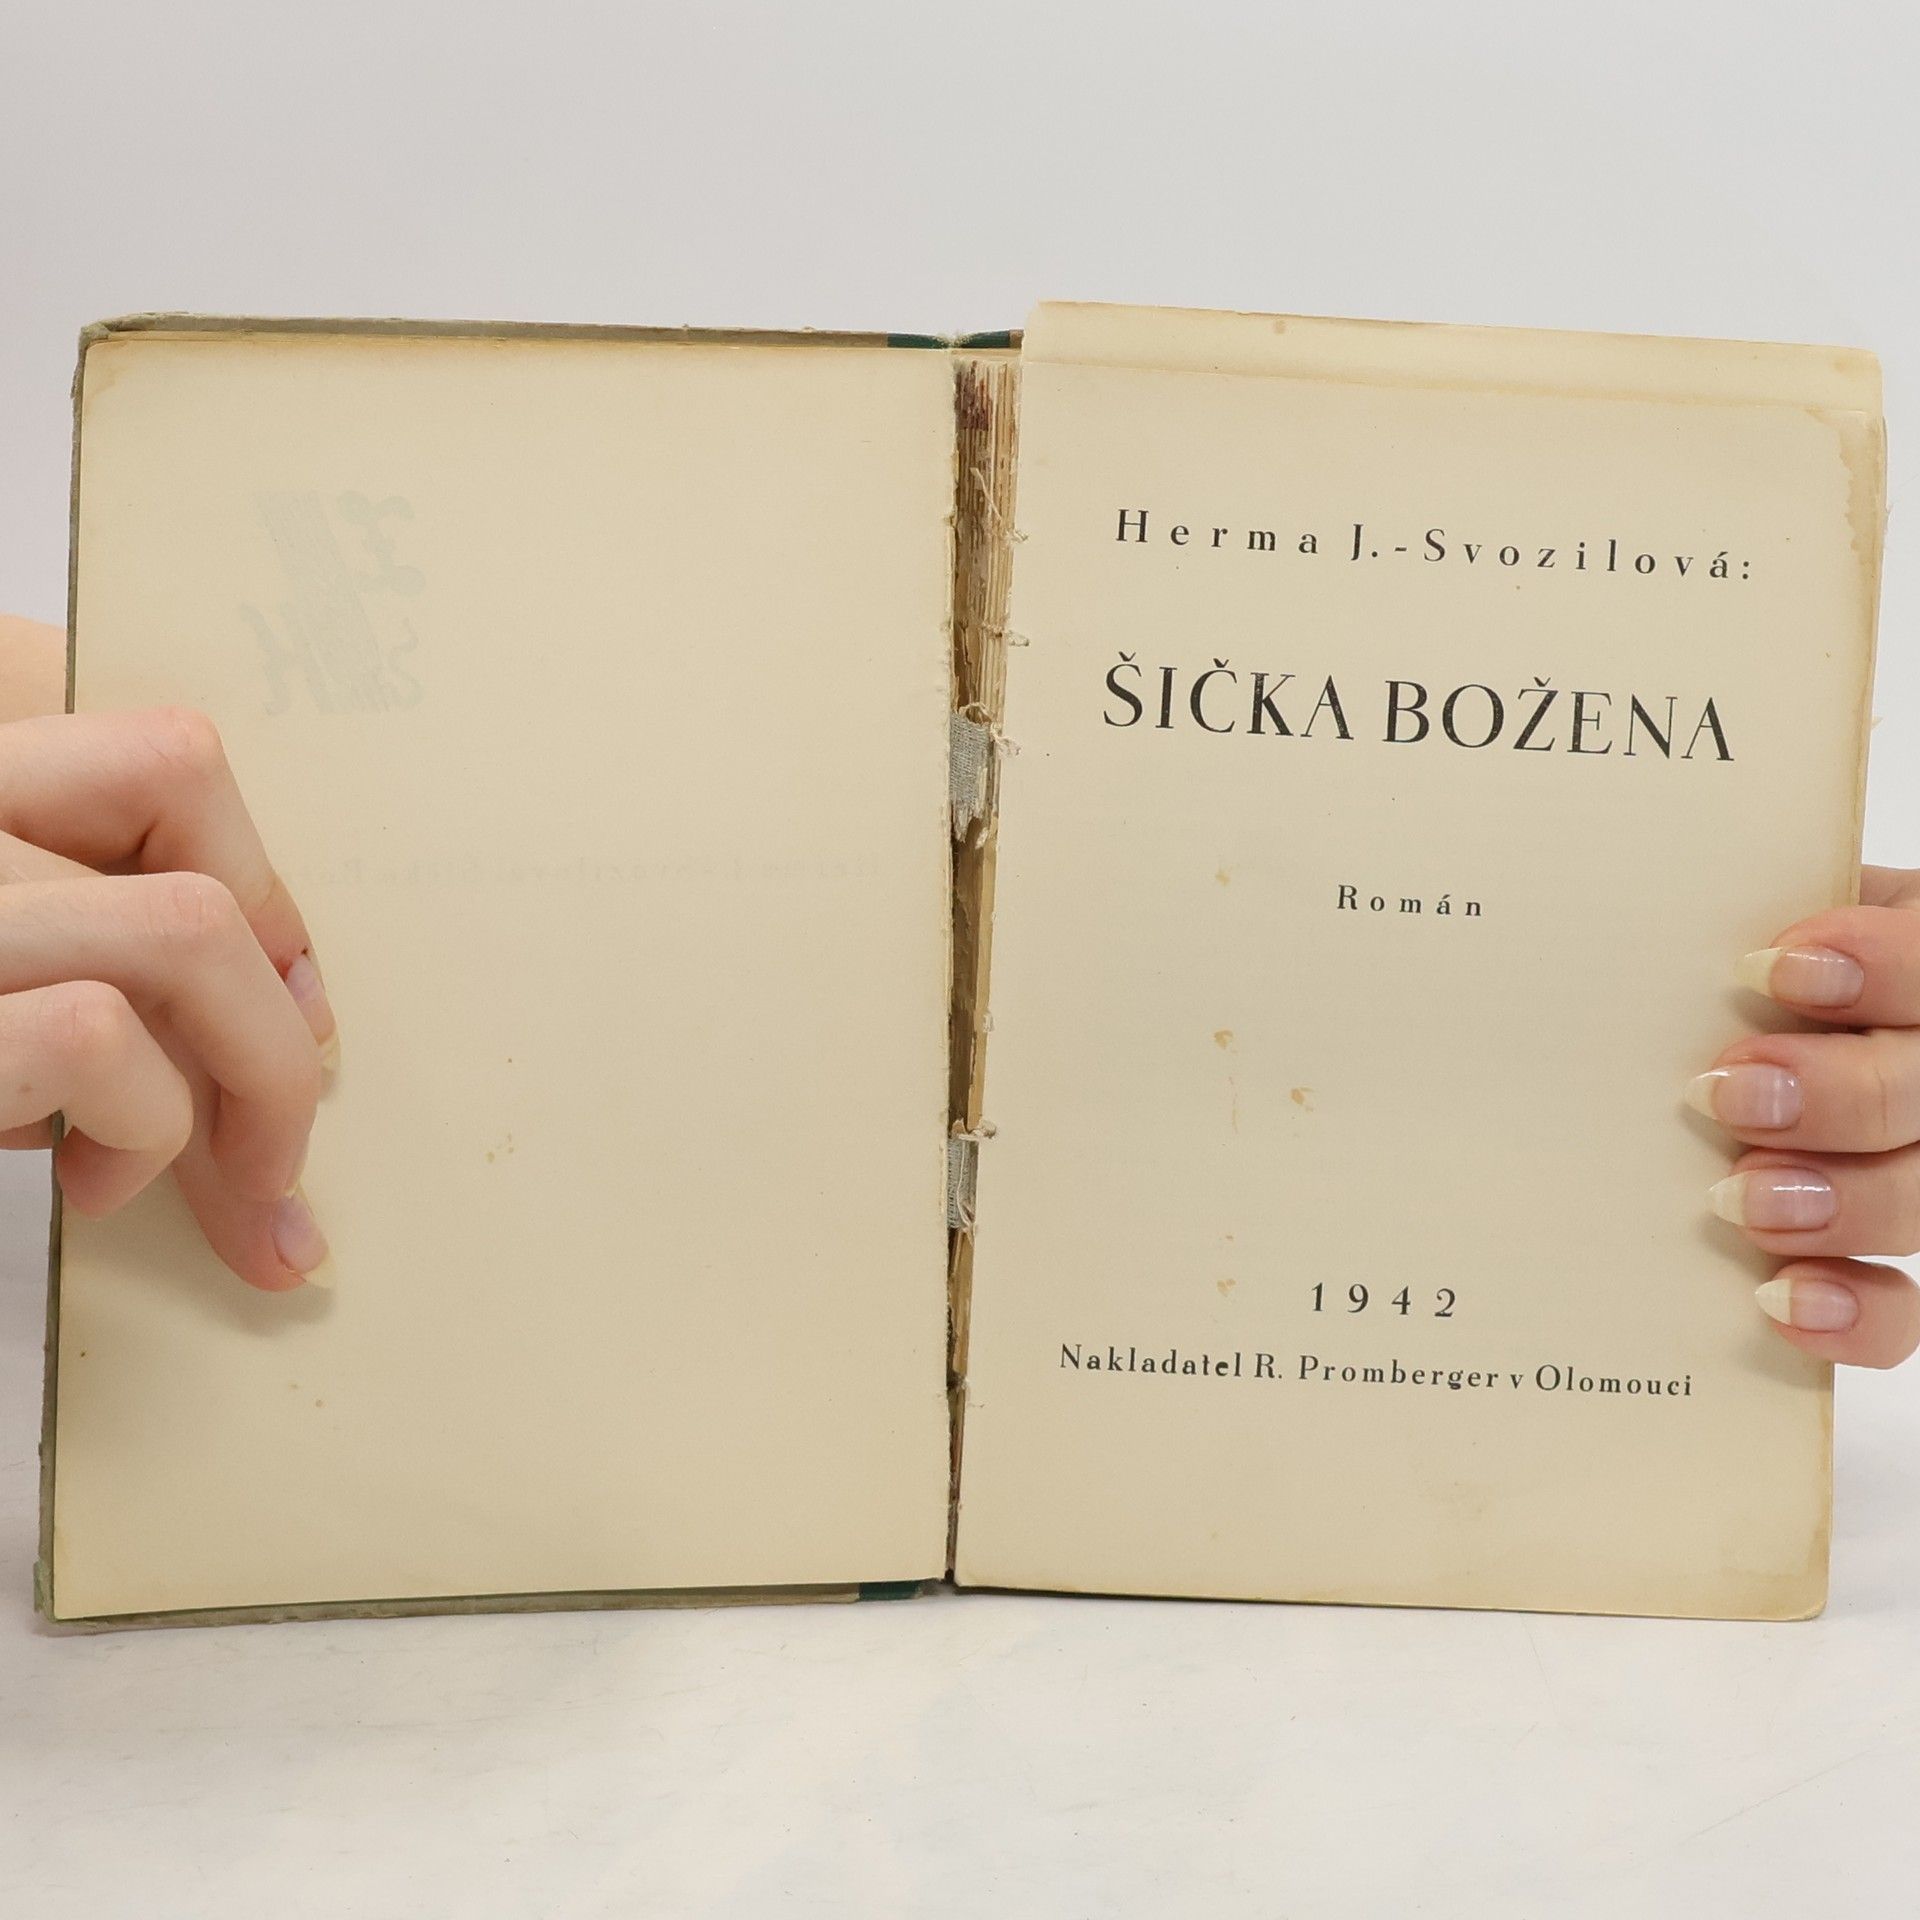 Herma J.-Svozilová:
ŠIČKA BOŽENA
Román
1942
Nakladatel R. Promberger v Olomouci